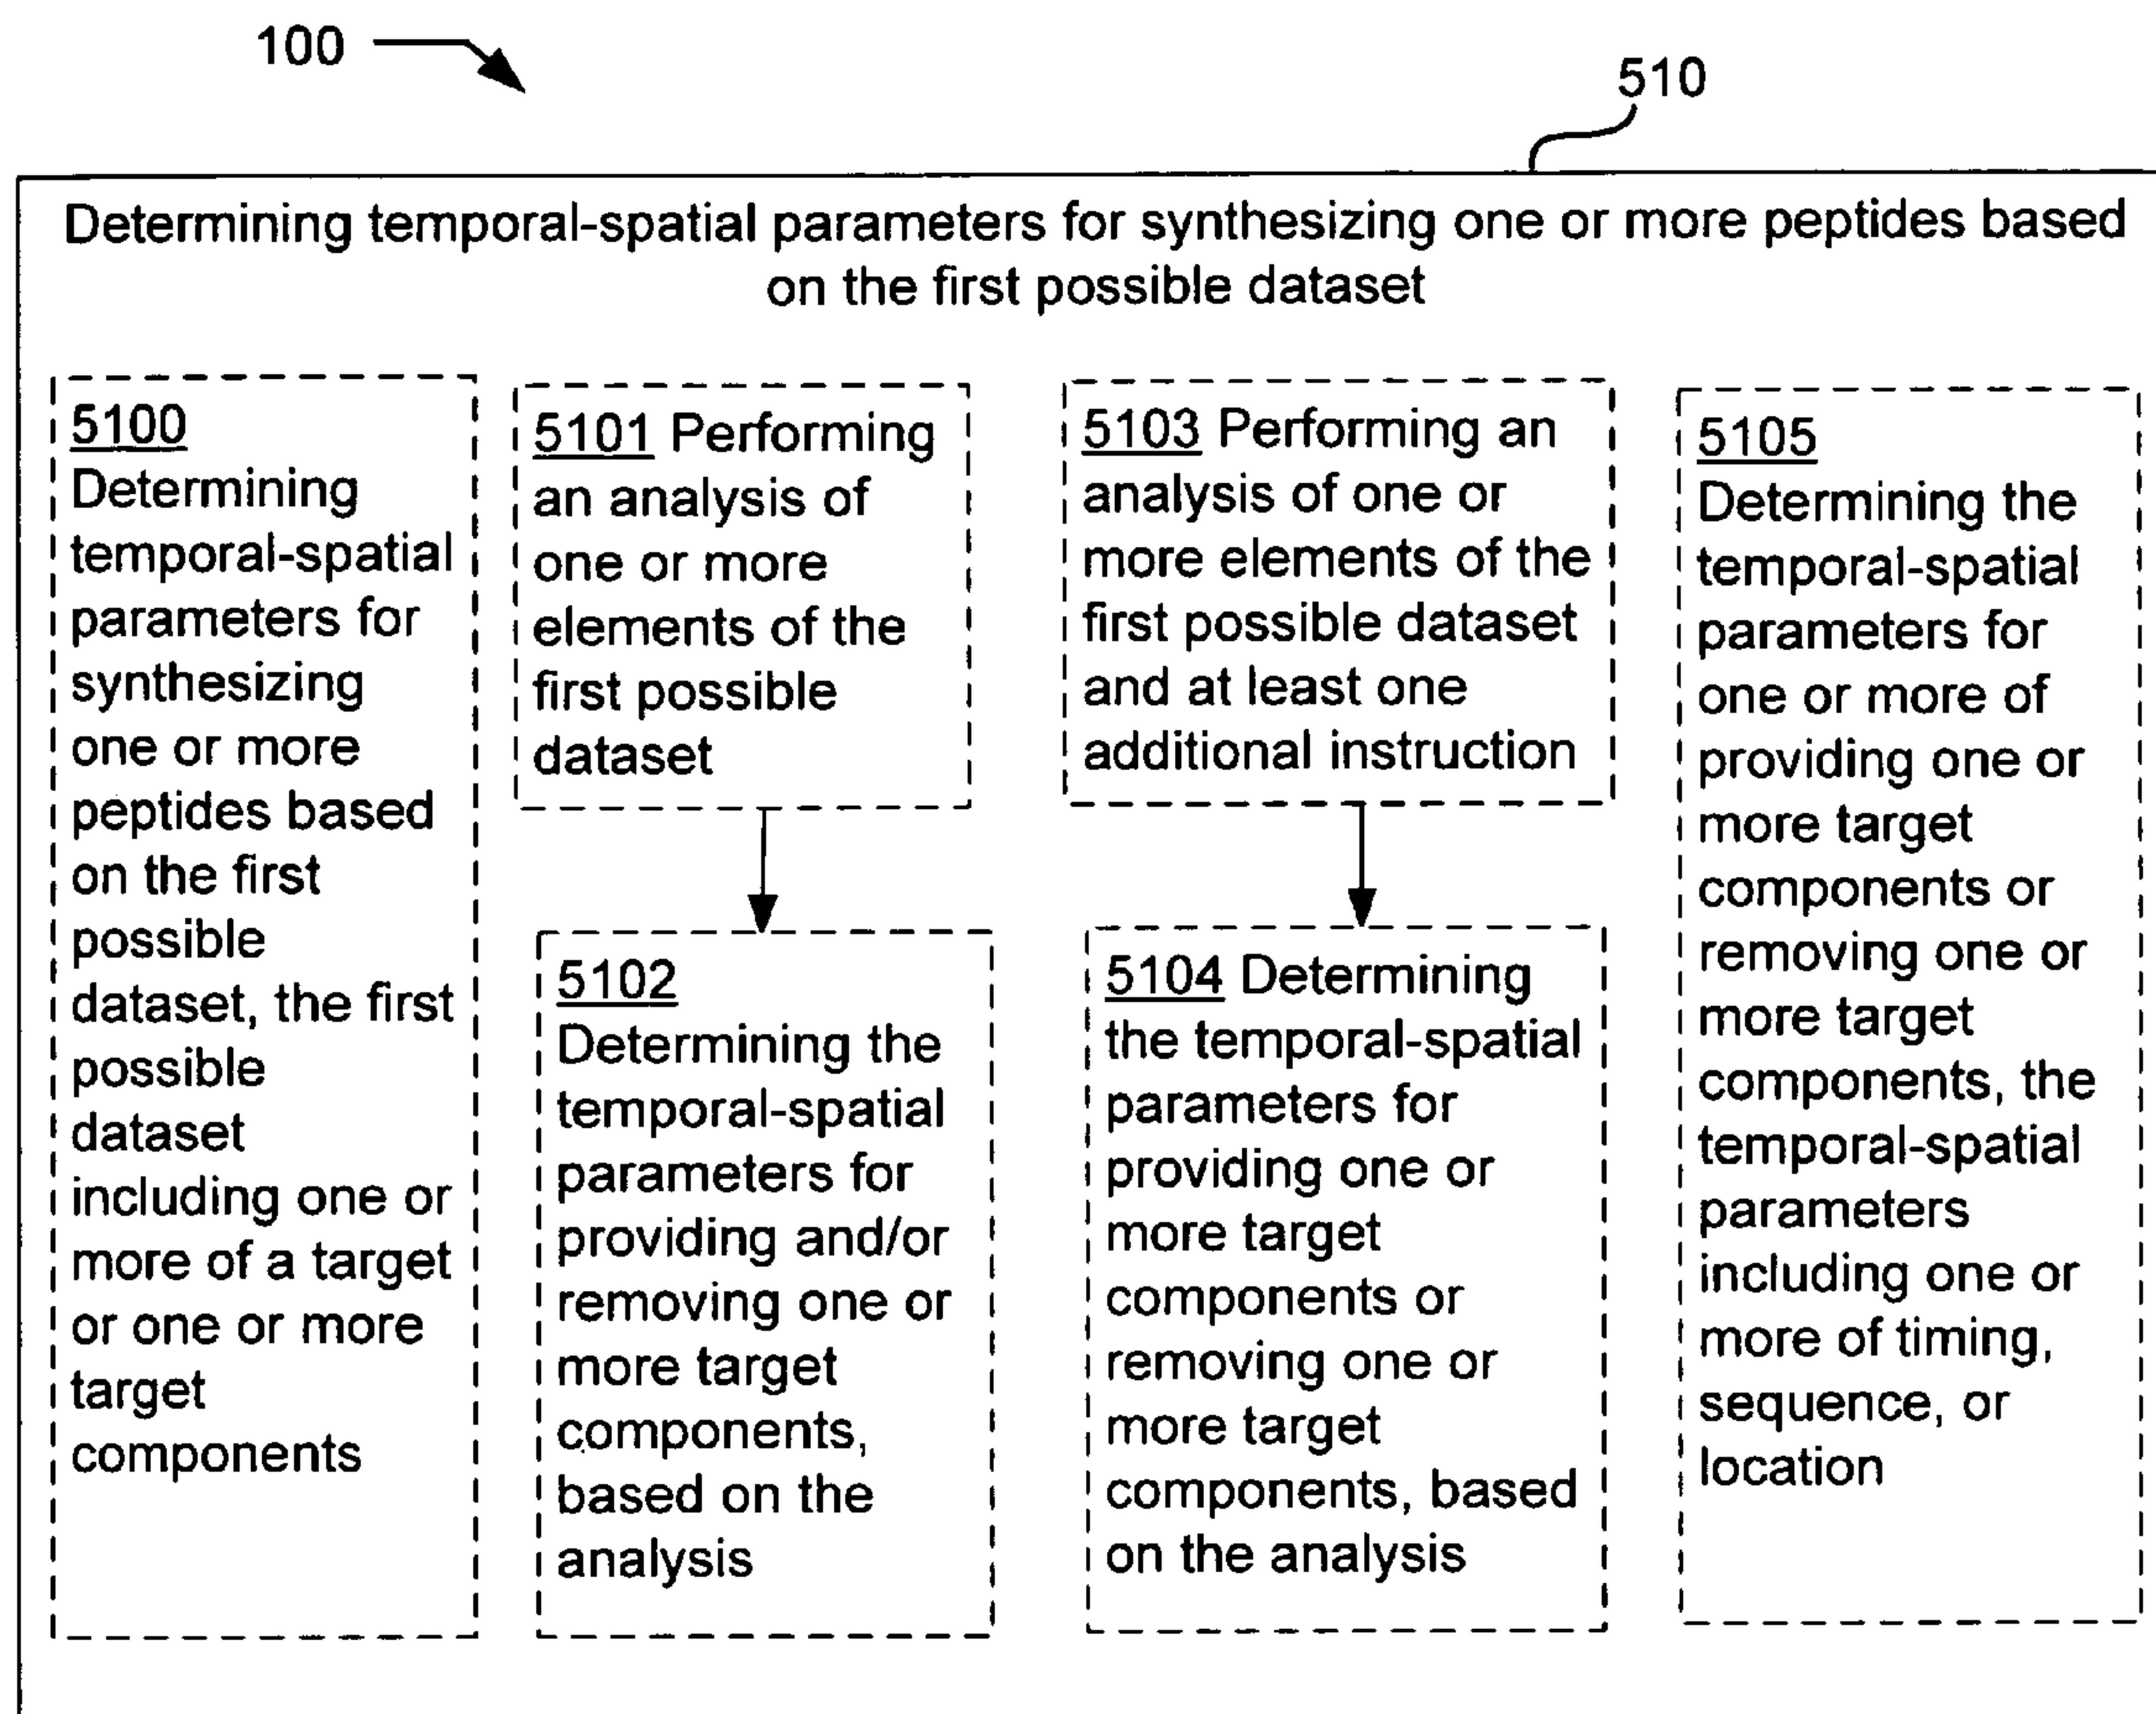 100
510
Determining temporal-spatial parameters for synthesizing one or more peptides based
on the first possible dataset
5100
Determining
temporal-spatial
parameters for
synthesizing
one or more
peptides based
on the first
possible
dataset, the first
possible
dataset
including one or
more of a target
or one or more
target
components
5101 Performing
an analysis of
one or more
elements of the
first possible
dataset
5102
Determining the
temporal-spatial
parameters for
providing and/or
removing one or
more target
components,
based on the
analysis
5103 Performing an
analysis of one or
more elements of the
first possible dataset
and at least one
additional instruction
5104 Determining
the temporal-spatial
parameters for
providing one or
more target
components or
removing one or
more target
components, based
on the analysis
5105
Determining the
temporal-spatial
parameters for
one or more of
providing one or
more target
components or
removing one or
more target
components, the
temporal-spatial
parameters
including one or
more of timing,
sequence, or
location